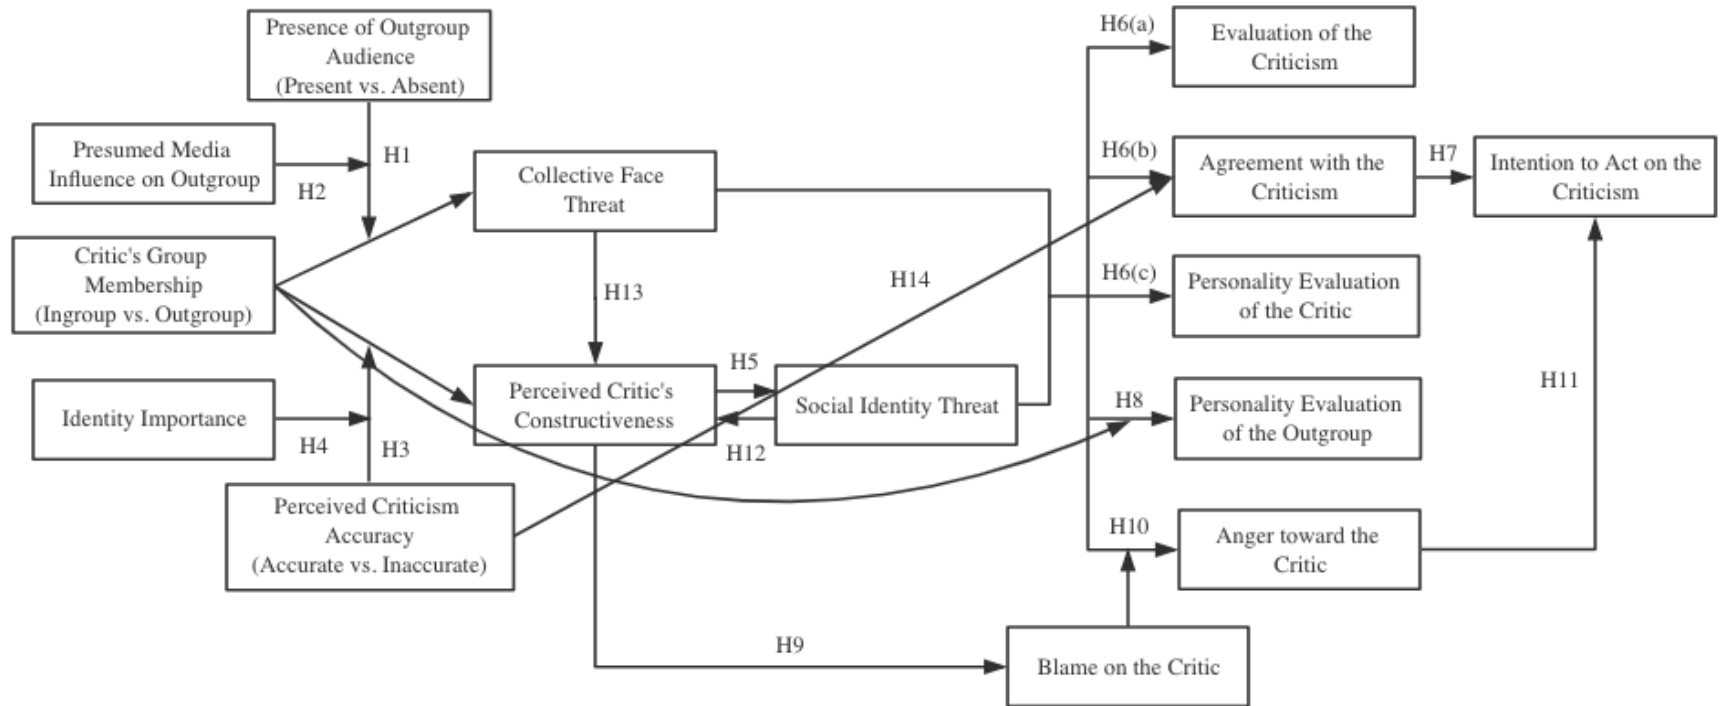 Presence of Outgroup
Audience
(Present vs. Absent)
Presumed Media
Influence on Outgroup
H2
H1
Critic's Group
Membership
(Ingroup vs. Outgroup)
Identity Importance
H4
H3
Perceived Criticism
Accuracy
(Accurate vs. Inaccurate)
Collective Face
Threat
H13
Perceived Critic's
Constructiveness
H5
H12
Social Identity Threat
H14
H9
Blame on the Critic
H6(a)
Evaluation of the
Criticism
H6(b)
Agreement with the
Criticism
H7
Intention to Act on the
Criticism
H6(c)
Personality Evaluation
of the Critic
H8
Personality Evaluation
of the Outgroup
H11
H10
Anger toward the
Critic